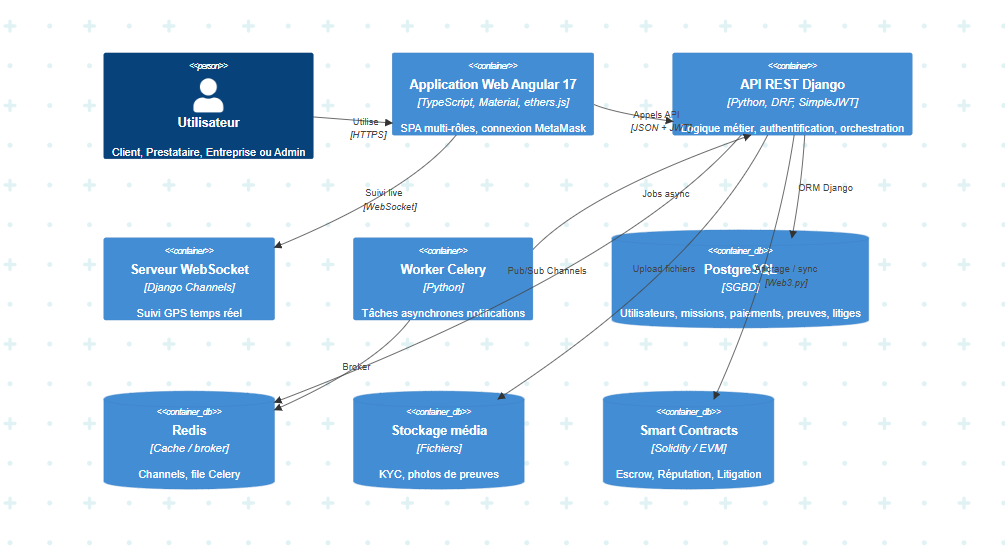 <<person>>
Utilisateur
Client, Prestataire, Entreprise ou Admin
<<container>>
Application Web Angular 17
[TypeScript, Material, ethers.js]
SPA multi-rôles, connexion MetaMask
<<container>>
API REST Django
[Python, DRF, SimpleJWT]
Logique métier, authentification, orchestration
Utilise
[HTTPS]
Appels API
[JSON + JWT]
Suivi live
[WebSocket]
Jobs async
ORM Django
<<container>>
Serveur WebSocket
[Django Channels]
Suivi GPS temps réel
<<container>>
Worker Celery
[Python]
Tâches asynchrones notifications
Pub/Sub Channels
Upload fichiers
<<container_db>>
PostgreSQL
[SGBD]
Utilisateurs, missions, paiements, preuves, litiges
/ sync
[Web3.py]
Broker
<<container_db>>
Redis
[Cache / broker]
Channels, file Celery
<<container_db>>
Stockage média
[Fichiers]
KYC, photos de preuves
<<container_db>>
Smart Contracts
[Solidity / EVM]
Escrow, Réputation, Litigation